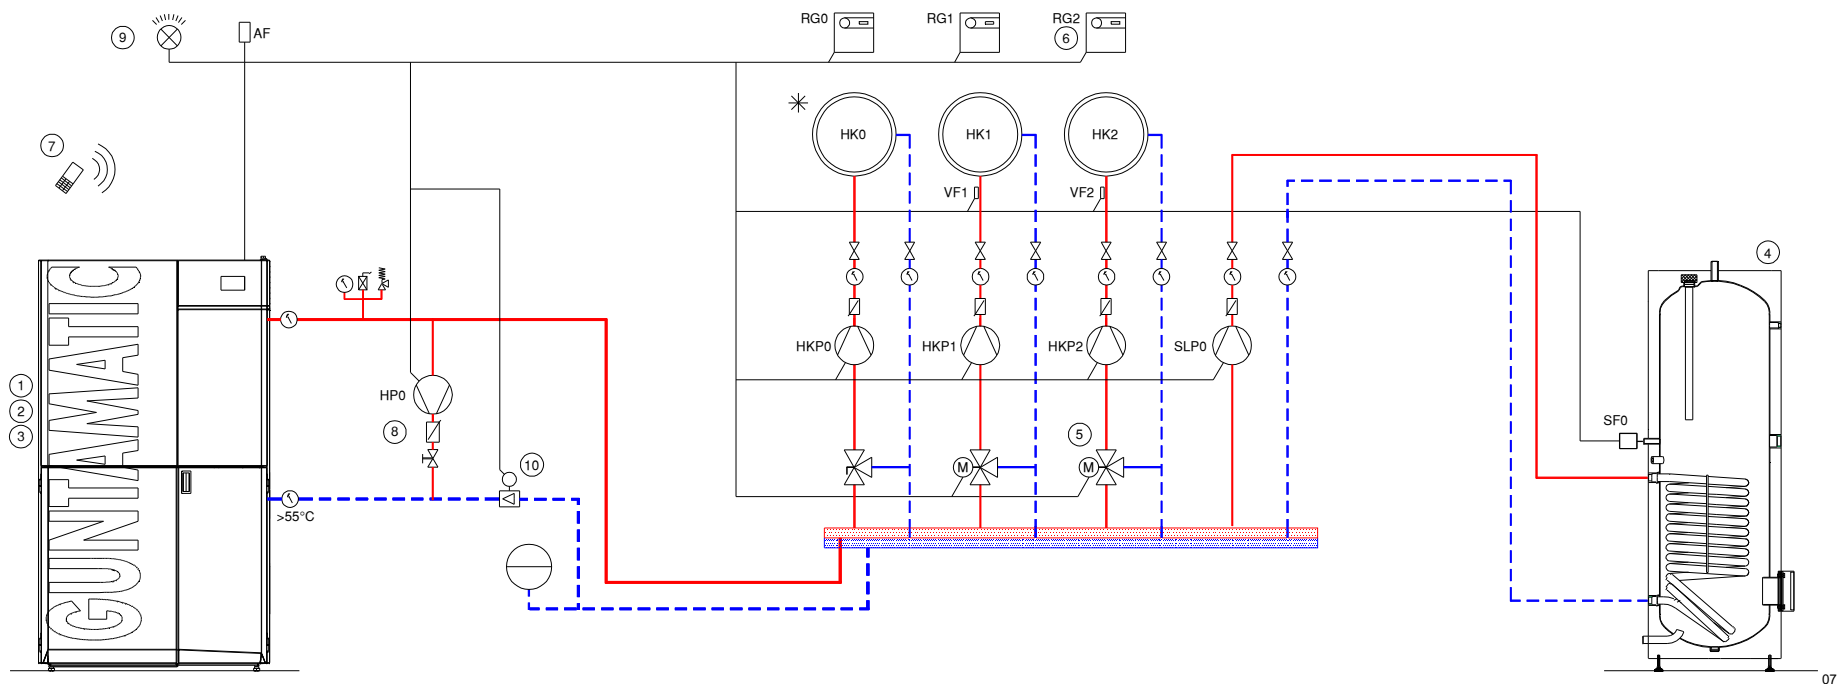 9
AF
RG0
RG1
RG2
6
7
HK0
HK1
HK2
VF1
VF2
4
GUNTAMATIC
HKP0
HKP1
HKP2
SLP0
1
2
3
HP0
8
5
SF0
10
M
M
>55°C
07